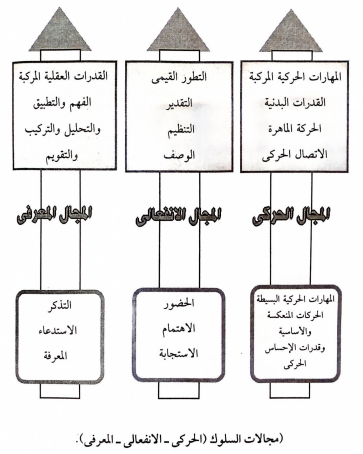 المهارات الحركية المركبة
القدرات البدنية
الحركة الماهرة
الاتصال الحركى
التطور القيمى
التقدير
التنظيم
الوصف
القدرات العقلية المركبة
الفهم والتطبيق
والتحليل والتركيب
والتقويم
المجال الحركى
المجال الانفعالى
المجال المعرفى
المهارات الحركية البسيطة
الحركات المنعكسة
والاساسية
وقدرات الإحساس
الحركى
الحضور
الاهتمام
الاستجابة
التذكر
الاستدعاء
المعرفة
(مجالات السلوك (الحركى ـ الانفعالى ـ المعرفى).